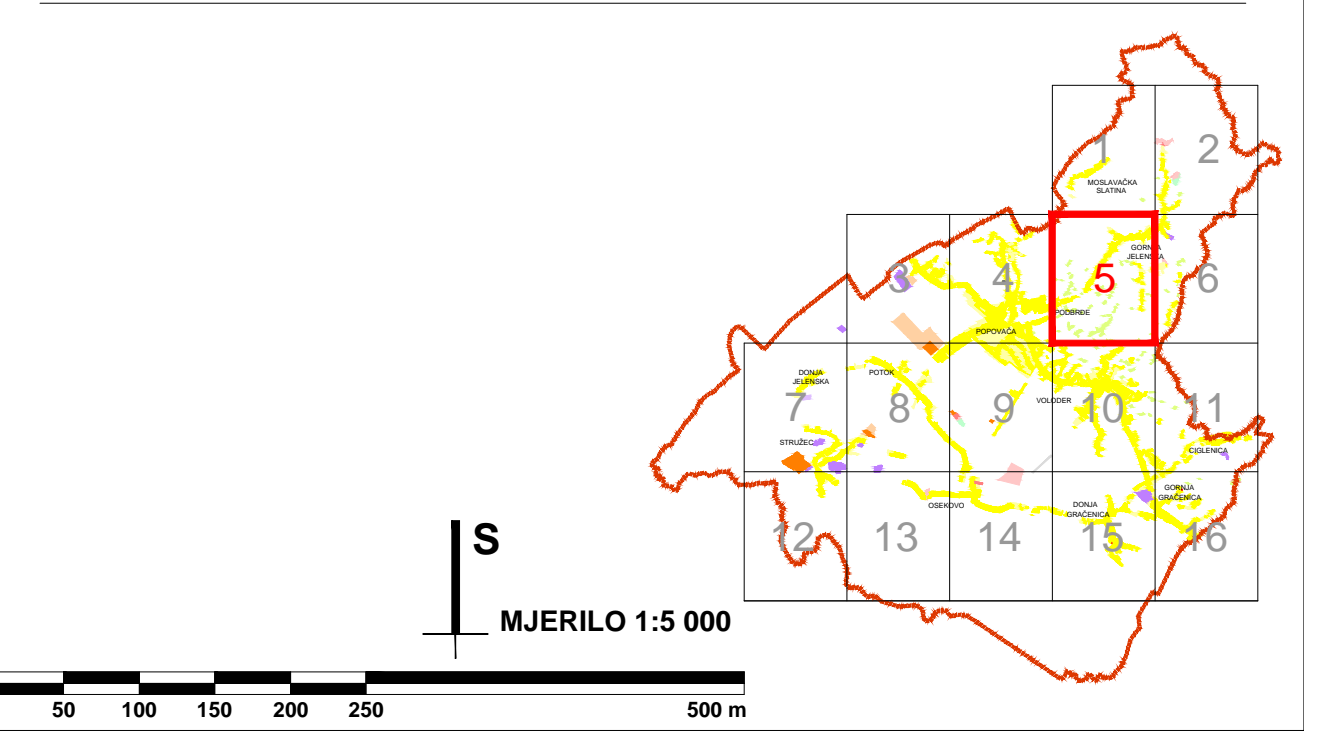 1
2
MOSLAVAČKA
SLATINA
GORNJA
JELENSKA
3
4
5
6
PODBRĐE
POPOVAČA
DONJA
JELENSKA
POTOK
7
8
9
VOLODER
10
11
STRUŽEC
CIGLENICA
GORNJA
GRAČENICA
OSEKOVO
DONJA
GRAČENICA
12
13
14
15
16
S
MJERILO 1:5 000
50 100 150 200 250 500 m